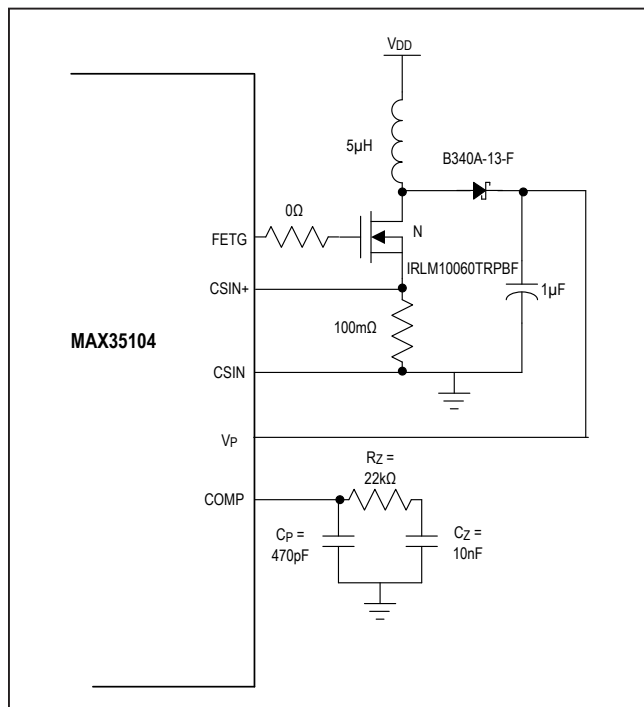 VDD
5µH
B340A-13-F
0Ω
FETG
N
IRLM10060TRPBF
CSIN+
1µF
100mΩ
MAX35104
CSIN
VP
RZ =
22kΩ
COMP
CP =
470pF
CZ =
10nF